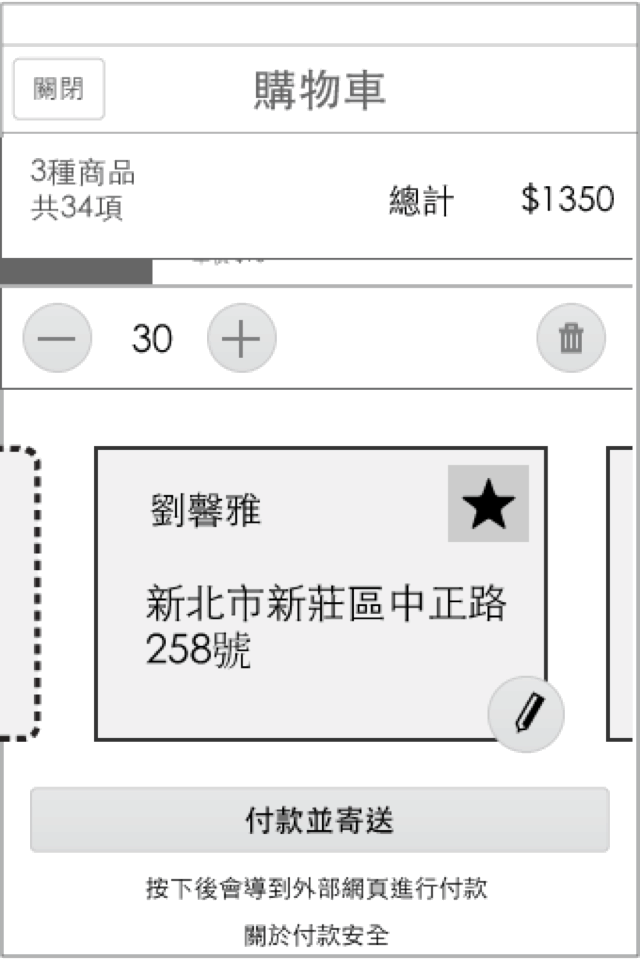 關閉
購物車
3種商品
共34項
總計 $1350
30
劉馨雅
新北市新莊區中正路
258號
付款並寄送
按下後會導到外部網頁進行付款
關於付款安全